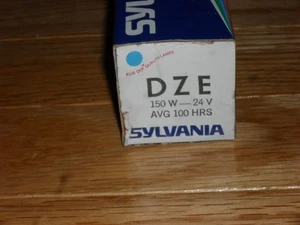 SYLVANIA
DZE
150 W — 24 V
AVG 100 HRS
SYLVANIA